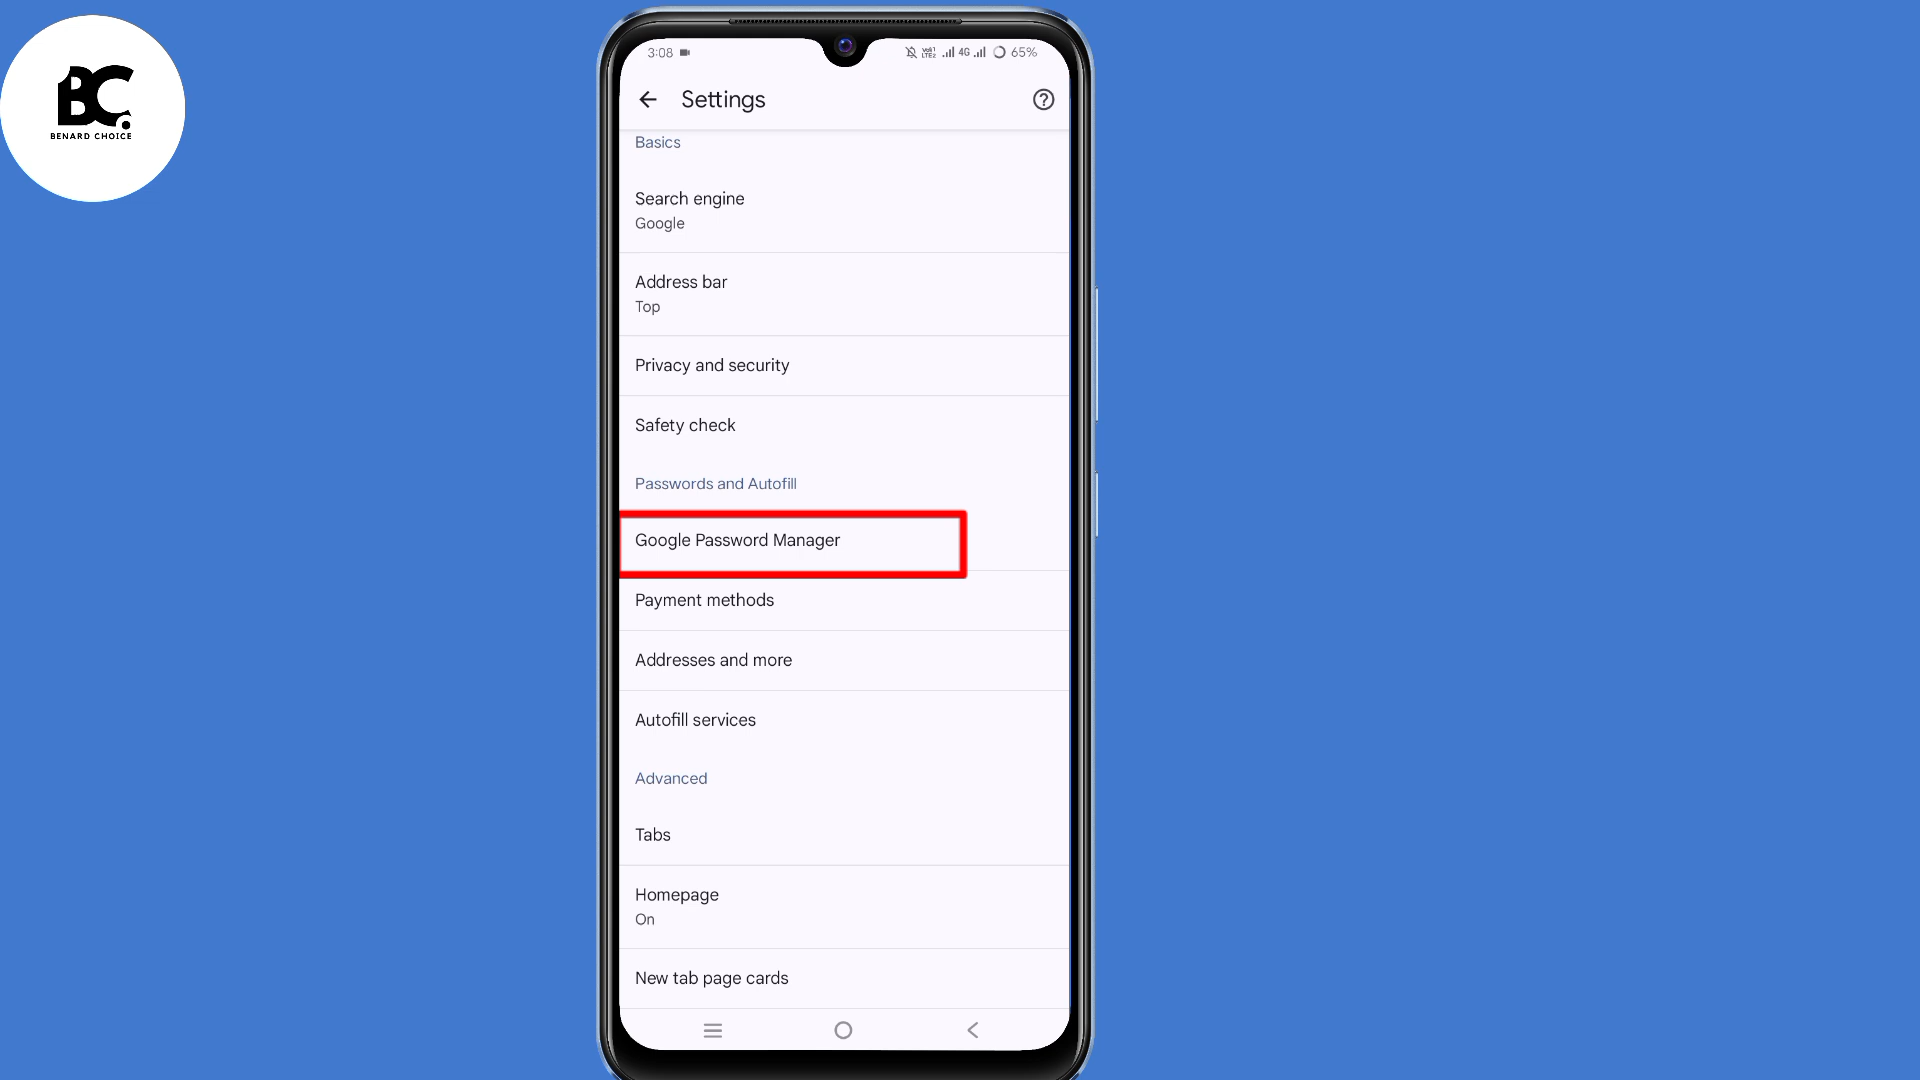 BC
BENARD CHOICE
3:08
4G
65%
Settings
Basics
Search engine
Google
Address bar
Top
Privacy and security
Safety check
Passwords and Autofill
Google Password Manager
Payment methods
Addresses and more
Autofill services
Advanced
Tabs
Homepage
On
New tab page cards